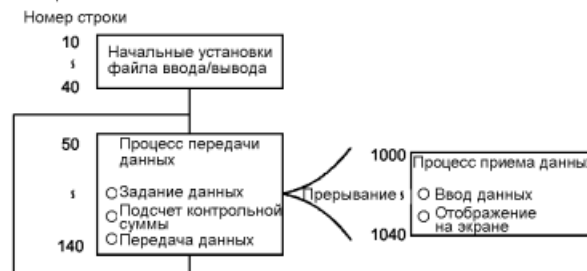 Номер строки
10
Начальные установки
файла ввода/вывода
40
50
Процесс передачи
данных
Задание данных
Подсчет контрольной
суммы
Передача данных
140
Прерывание
1000
Процесс приема данных
Ввод данных
Отображение
на экране
1040